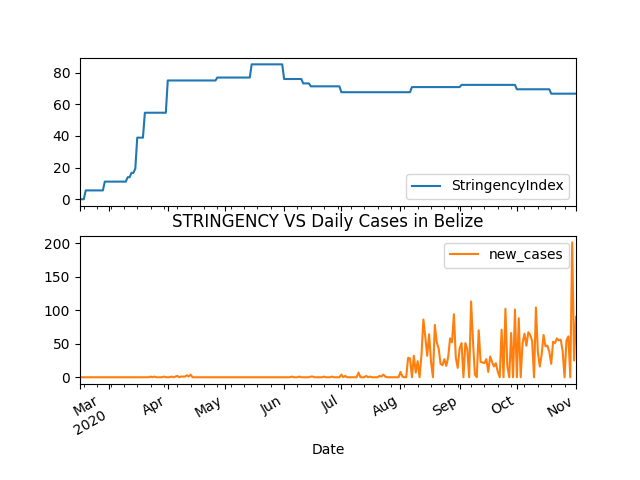 80
60
40
20
0
StringencyIndex
STRINGENCY VS Daily Cases in Belize
200
150
100
50
0
new_cases
Mar
2020
Apr
May
Jun
Jul
Aug
Sep
Oct
Nov
Date